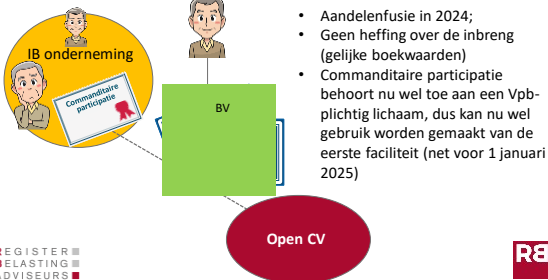 IB onderneming
Commanditaire
participatie
BV
Open CV
• Aandelenfusie in 2024;
• Geen heffing over de inbreng
(gelijke boekwaarden)
• Commanditaire participatie
behoort nu wel toe aan een Vpb-
plichtig lichaam, dus kan nu wel
gebruik worden gemaakt van de
eerste faciliteit (net voor 1 januari
2025)
REGISTER
BELASTING
ADVISEURS
RB